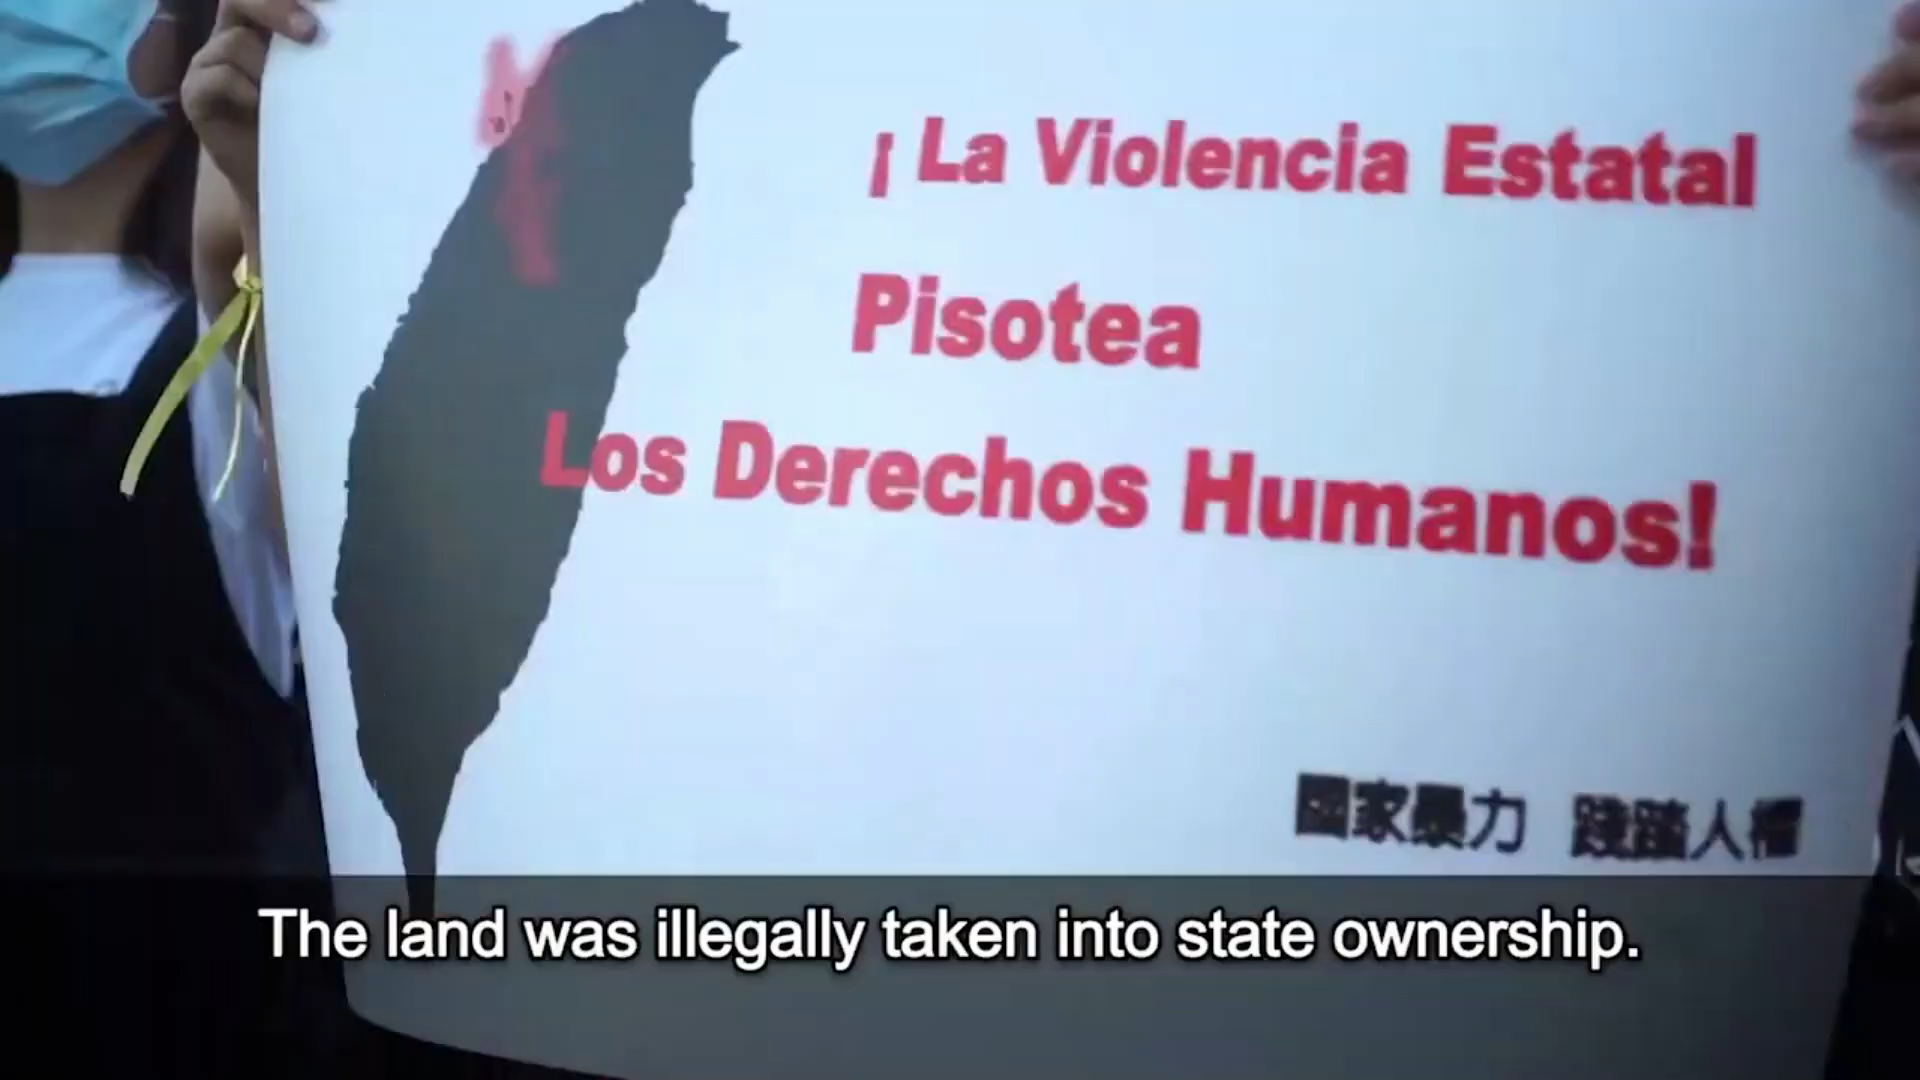 ¡ La Violencia Estatal
Pisotea
Los Derechos Humanos!
國家暴力 踐踏人權
The land was illegally taken into state ownership.